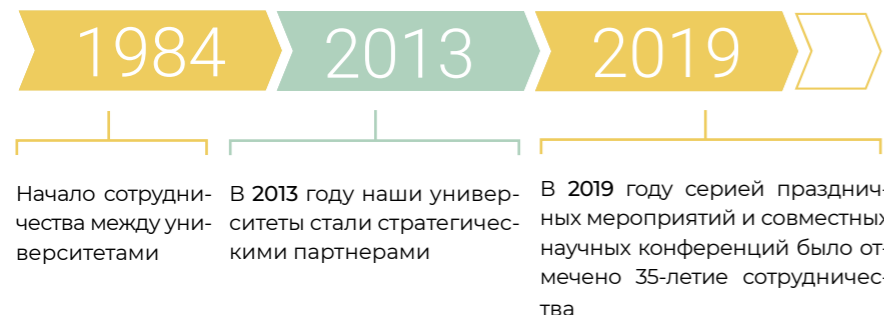 1984
2013
2019
Начало сотрудни-
чества между уни-
верситетами
В 2013 году наши универ-
ситеты стали стратегичес-
кими партнерами
В 2019 году серией празднич-
ных мероприятий и совместных
научных конференций было от-
мечено 35-летие сотрудничес-
тва